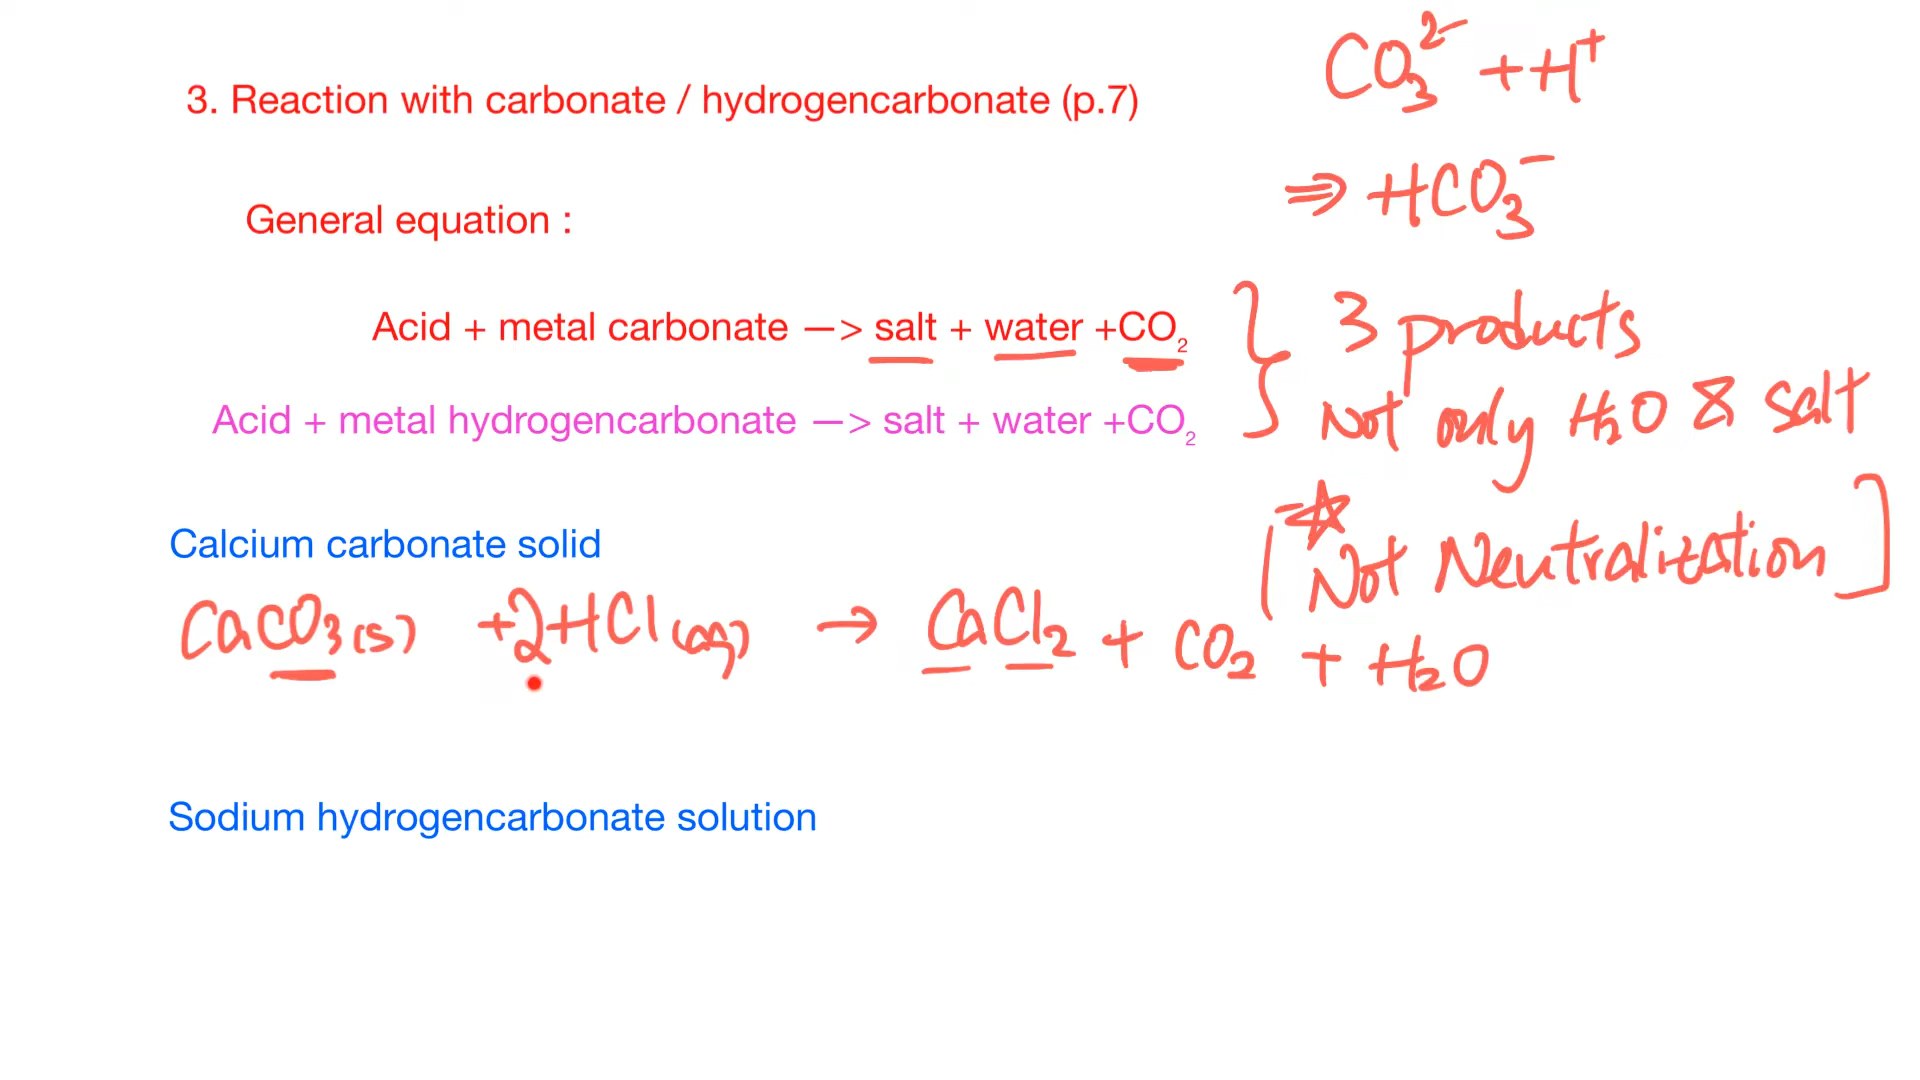 3. Reaction with carbonate / hydrogencarbonate (p.7)
CO₃²⁻ + H⁺
⇒ HCO₃⁻
General equation :
Acid + metal carbonate —> salt + water +CO₂
Acid + metal hydrogencarbonate —> salt + water +CO₂
} 3 products
Not only H₂O & salt
[⇒☆ Not Neutralization]
Calcium carbonate solid
CaCO₃(s) +2HCl(aq) → CaCl₂ + CO₂ + H₂O
Sodium hydrogencarbonate solution